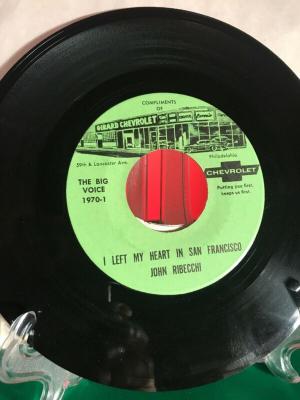 COMPLIMENTS
OF
GIRARD CHEVROLET
59th & Lancaster Ave.
Philadelphia
THE BIG
VOICE
1970-1
CHEVROLET
Putting you first,
keeps us first.
I LEFT MY HEART IN SAN FRANCISCO
JOHN RIBECCHI